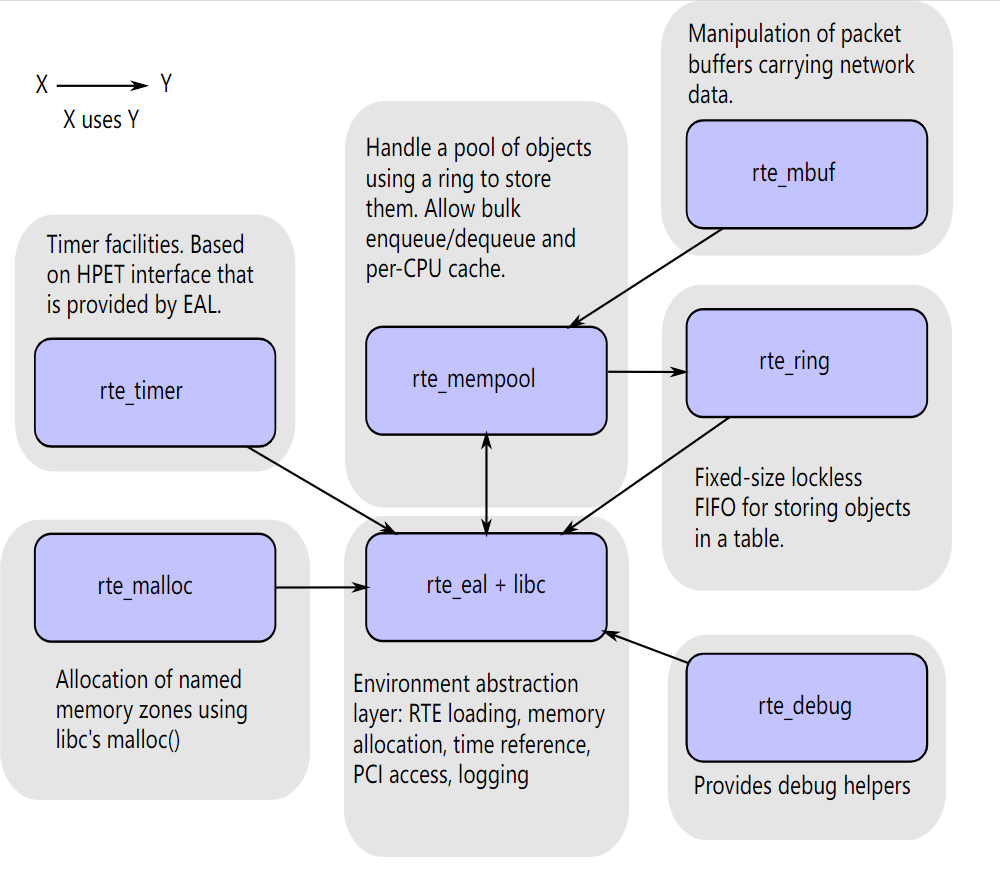 X Y
X uses Y
Manipulation of packet
buffers carrying network
data.
rte_mbuf
Handle a pool of objects
using a ring to store
them. Allow bulk
enqueue/dequeue and
per-CPU cache.
rte_mempool
Timer facilities. Based
on HPET interface that
is provided by EAL.
rte_timer
rte_ring
Fixed-size lockless
FIFO for storing objects
in a table.
rte_malloc
Allocation of named
memory zones using
libc's malloc()
rte_eal + libc
Environment abstraction
layer: RTE loading, memory
allocation, time reference,
PCI access, logging
rte_debug
Provides debug helpers